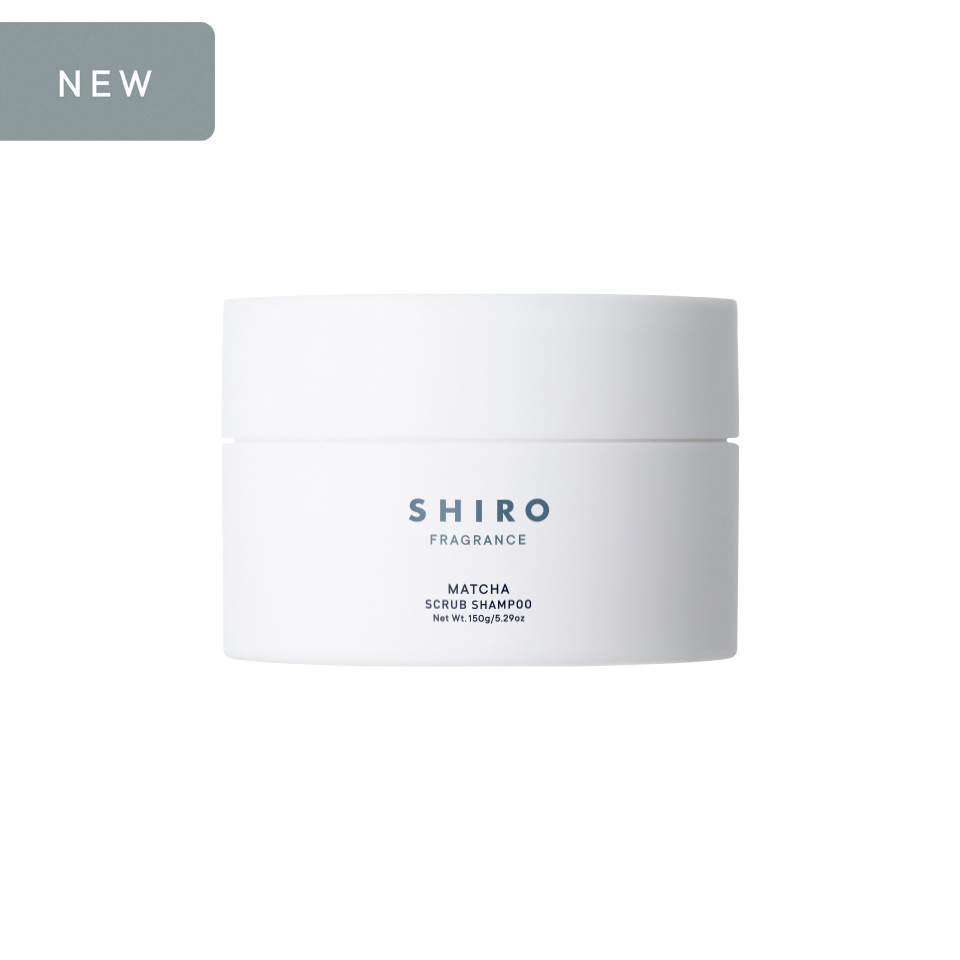 NEW
SHIRO
FRAGRANCE
MATCHA
SCRUB SHAMPOO
Net Wt. 150g/5.29oz